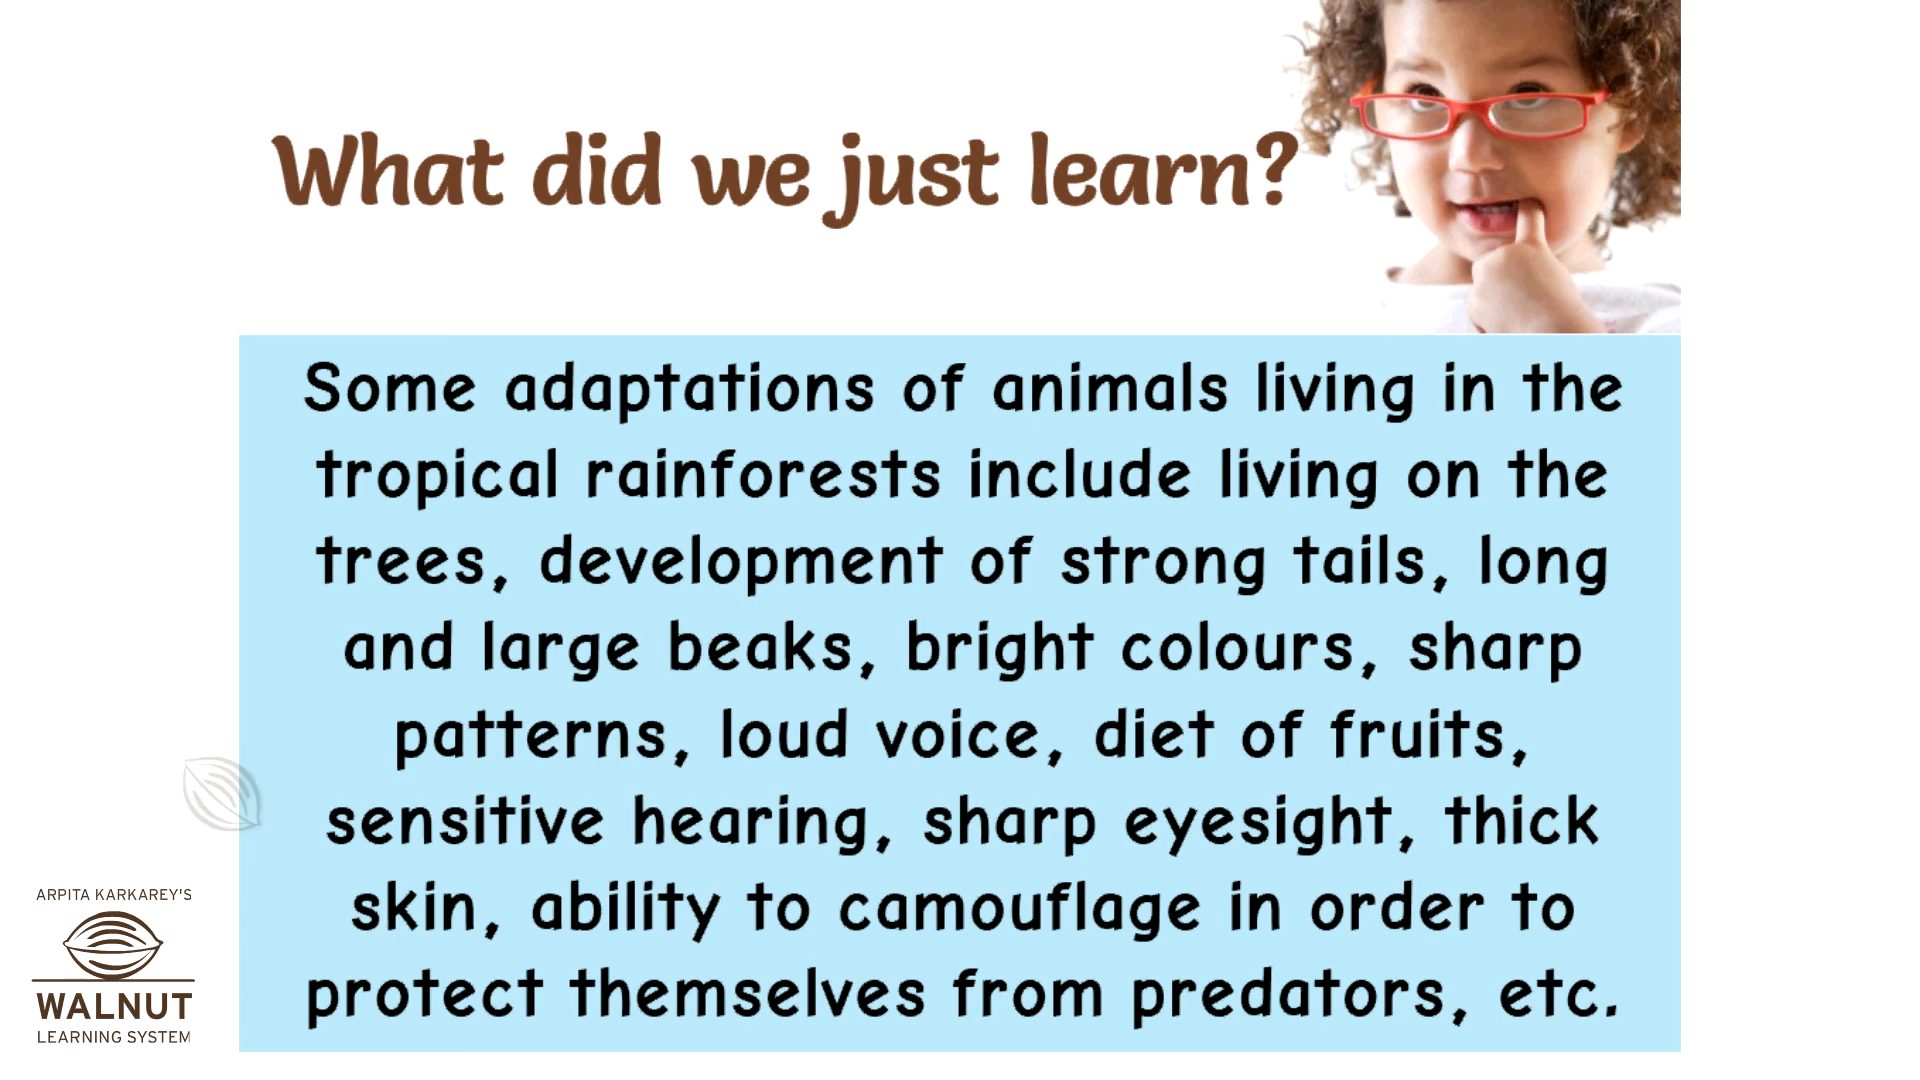 What did we just learn?
Some adaptations of animals living in the
tropical rainforests include living on the
trees, development of strong tails, long
and large beaks, bright colours, sharp
patterns, loud voice, diet of fruits,
sensitive hearing, sharp eyesight, thick
skin, ability to camouflage in order to
protect themselves from predators, etc.
ARPITA KARKAREY'S
WALNUT
LEARNING SYSTEM